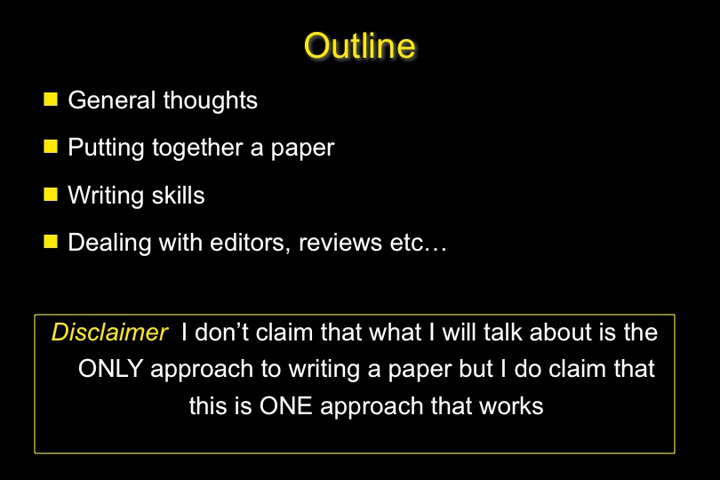 Outline
General thoughts
Putting together a paper
Writing skills
Dealing with editors, reviews etc…
Disclaimer I don’t claim that what I will talk about is the
ONLY approach to writing a paper but I do claim that
this is ONE approach that works